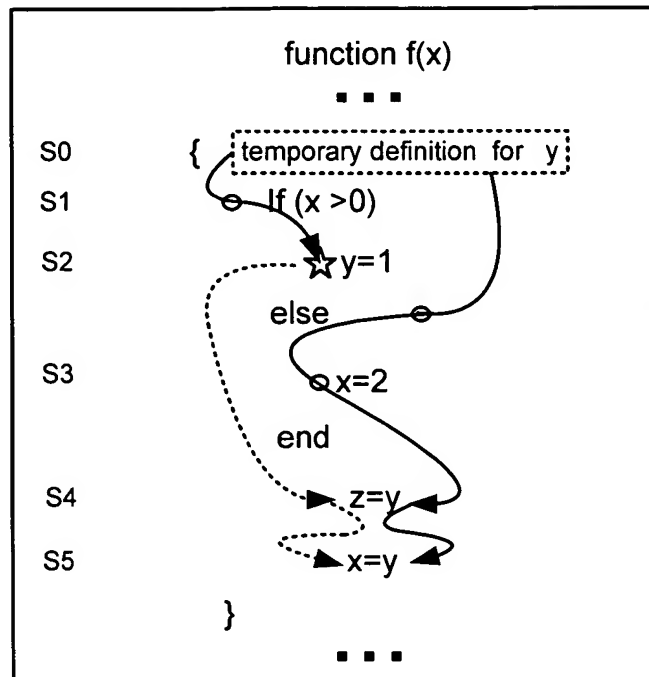 function f(x)
S0 { temporary definition for y
S1 If (x >0)
S2 y=1
else
S3 x=2
end
S4 z=y
S5 x=y
}